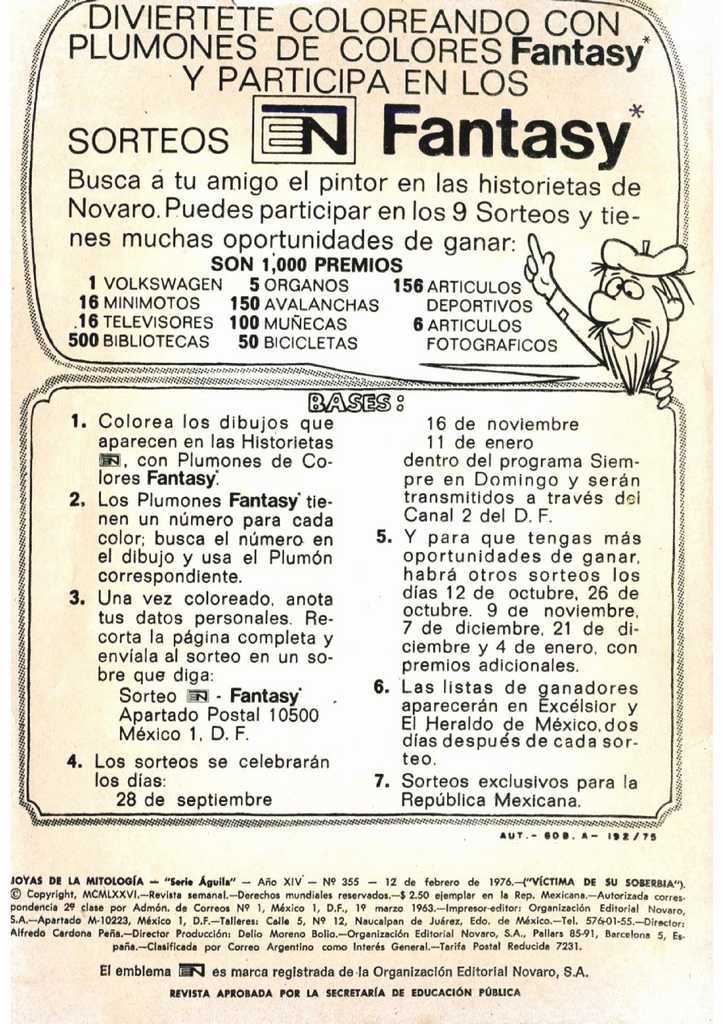 DIVIERTETE COLOREANDO CON
PLUMONES DE COLORES Fantasy*
Y PARTICIPA EN LOS
SORTEOS EN Fantasy*
Busca a tu amigo el pintor en las historietas de
Novaro. Puedes participar en los 9 Sorteos y tie-
nes muchas oportunidades de ganar:
SON 1,000 PREMIOS
1 VOLKSWAGEN
16 MINIMOTOS
16 TELEVISORES
500 BIBLIOTECAS
5 ORGANOS
150 AVALANCHAS
100 MUÑECAS
50 BICICLETAS
156 ARTICULOS
DEPORTIVOS
6 ARTICULOS
FOTOGRAFICOS
BASES:
1. Colorea los dibujos que
aparecen en las Historietas
EN, con Plumones de Co-
lores Fantasy*.
2. Los Plumones Fantasy* tie-
nen un número para cada
color; busca el número en
el dibujo y usa el Plumón
correspondiente.
3. Una vez coloreado, anota
tus datos personales. Re-
corta la página completa y
envíala al sorteo en un so-
bre que diga:
Sorteo EN - Fantasy*
Apartado Postal 10500
México 1, D. F.
4. Los sorteos se celebrarán
los días:
28 de septiembre
16 de noviembre
11 de enero
dentro del programa Siem-
pre en Domingo y serán
transmitidos a través del
Canal 2 del D. F.
5. Y para que tengas más
oportunidades de ganar,
habrá otros sorteos los
días 12 de octubre, 26 de
octubre. 9 de noviembre,
7 de diciembre, 21 de di-
ciembre y 4 de enero, con
premios adicionales.
6. Las listas de ganadores
aparecerán en Excélsior y
El Heraldo de México, dos
días después de cada sor-
teo.
7. Sorteos exclusivos para la
República Mexicana.
AUT.- GOB. A- 192/75
JOYAS DE LA MITOLOGÍA — "Serie Águila" — Año XIV — Nº 355 — 12 de febrero de 1976.—("VÍCTIMA DE SU SOBERBIA").
© Copyright, MCMLXXVI.—Revista semanal.—Derechos mundiales reservados.—$ 2.50 ejemplar en la Rep. Mexicana.—Autorizada corres-
pondencia 2ª clase por Admón. de Correos Nº 1, México 1, D.F., 1º marzo 1963.—Impresor-editor: Organización Editorial Novaro,
S.A.—Apartado M-10223, México 1, D.F.—Talleres: Calle 5, Nº 12, Naucalpan de Juárez, Edo. de México.—Tel. 576-01-55.—Director:
Alfredo Cardona Peña.—Director Producción: Delio Moreno Bolio.—Organización Editorial Novaro, S.A., Pallars 85-91, Barcelona 5, Es-
paña.—Clasificada por Correo Argentino como Interés General.—Tarifa Postal Reducida 7231.
El emblema EN es marca registrada de la Organización Editorial Novaro, S.A.
REVISTA APROBADA POR LA SECRETARÍA DE EDUCACIÓN PÚBLICA